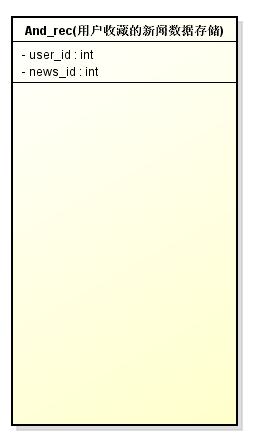 And_rec(用户收藏的新闻数据存储)
- user_id : int
- news_id : int